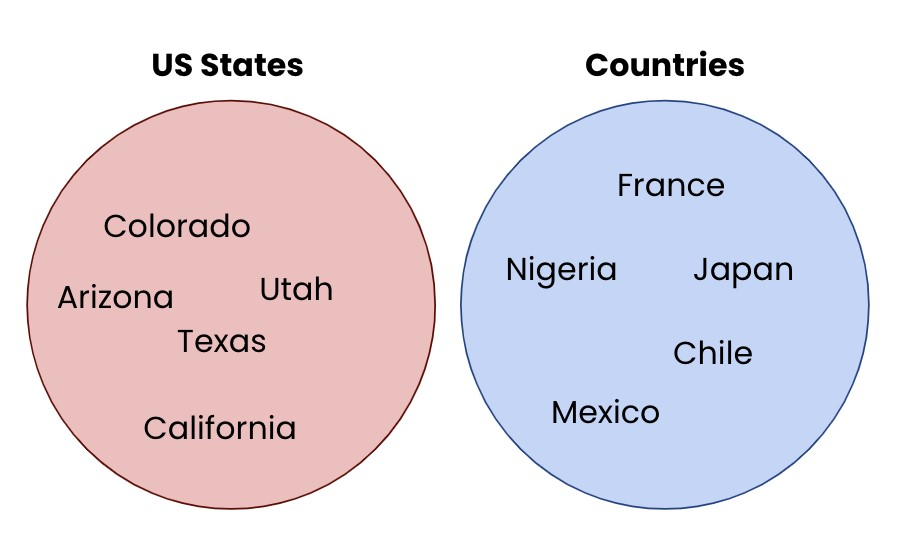 US States
Colorado
Arizona
Utah
Texas
California
Countries
France
Nigeria
Japan
Chile
Mexico